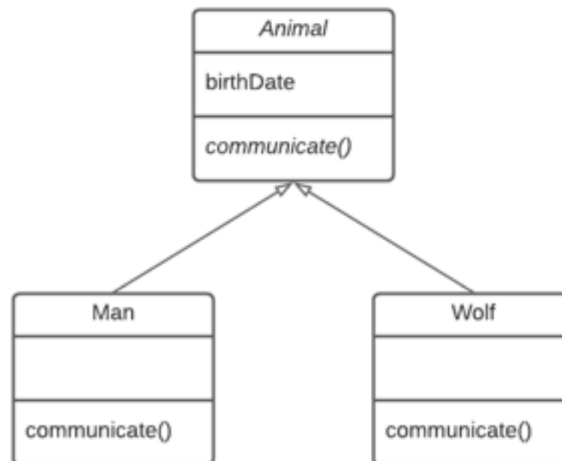 Animal
birthDate
communicate()
Man
Wolf
communicate()
communicate()